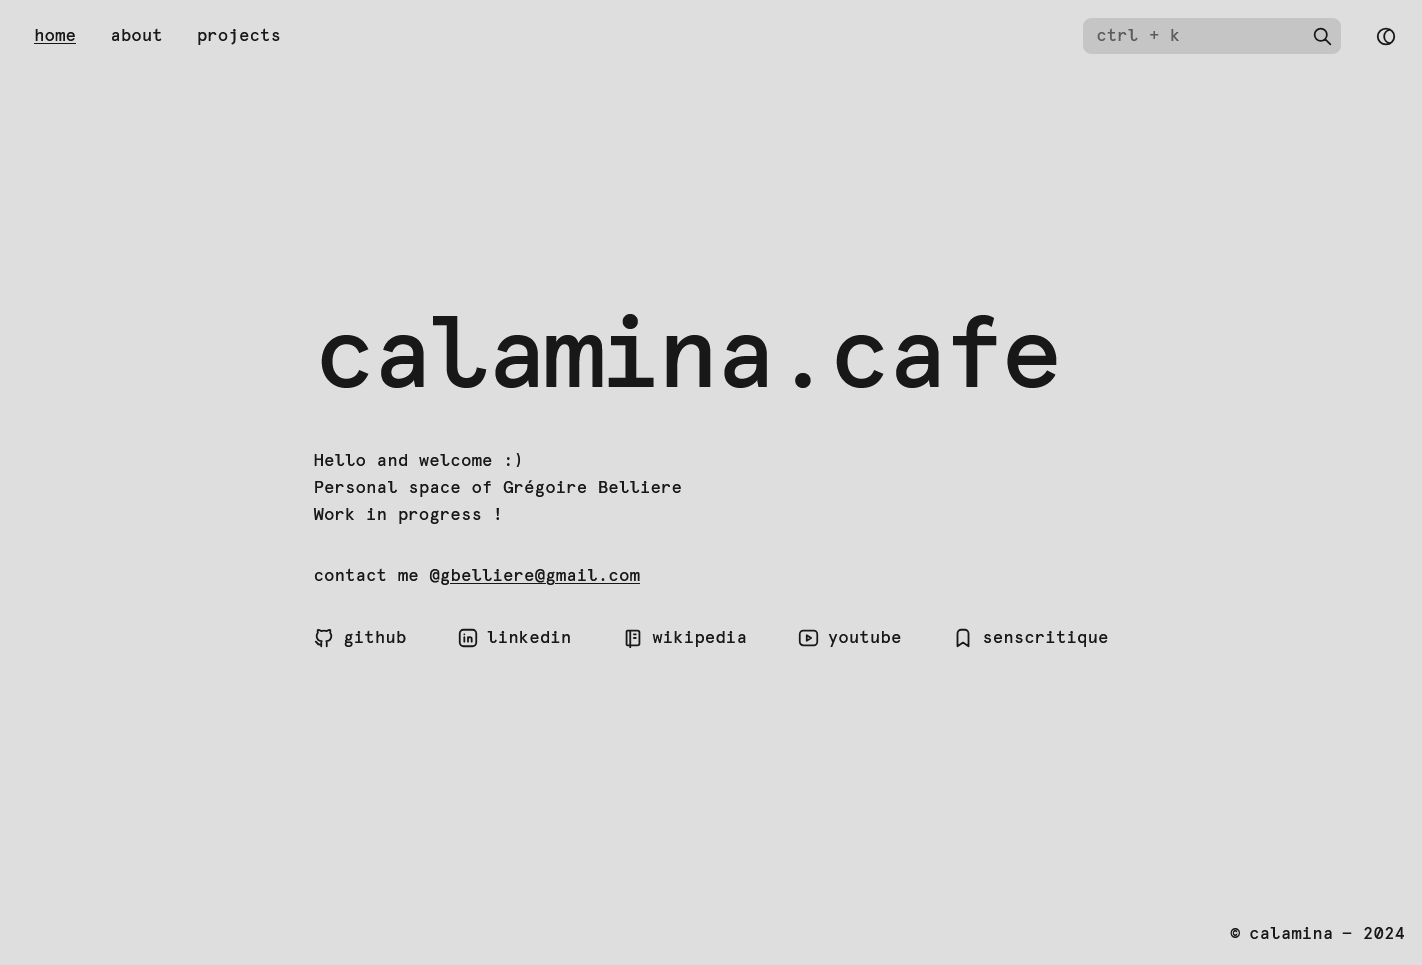 home about projects ctrl + k
calamina.cafe
Hello and welcome :)
Personal space of Grégoire Belliere
Work in progress !
contact me @gbelliere@gmail.com
github linkedin wikipedia youtube senscritique
© calamina — 2024